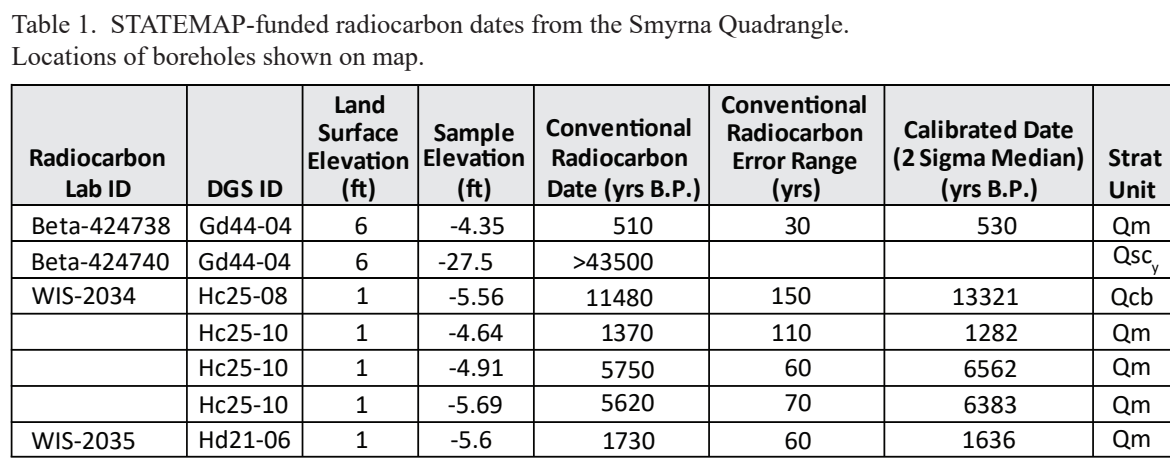 Table 1. STATEMAP-funded radiocarbon dates from the Smyrna Quadrangle.
Locations of boreholes shown on map.
Radiocarbon Lab ID | DGS ID | Land Surface Elevation (ft) | Sample Elevation (ft) | Conventional Radiocarbon Date (yrs B.P.) | Conventional Radiocarbon Error Range (yrs) | Calibrated Date (2 Sigma Median) (yrs B.P.) | Strat Unit
Beta-424738 | Gd44-04 | 6 | -4.35 | 510 | 30 | 530 | Qm
Beta-424740 | Gd44-04 | 6 | -27.5 | >43500 | | | Qscy
WIS-2034 | Hc25-08 | 1 | -5.56 | 11480 | 150 | 13321 | Qcb
| Hc25-10 | 1 | -4.64 | 1370 | 110 | 1282 | Qm
| Hc25-10 | 1 | -4.91 | 5750 | 60 | 6562 | Qm
| Hc25-10 | 1 | -5.69 | 5620 | 70 | 6383 | Qm
WIS-2035 | Hd21-06 | 1 | -5.6 | 1730 | 60 | 1636 | Qm